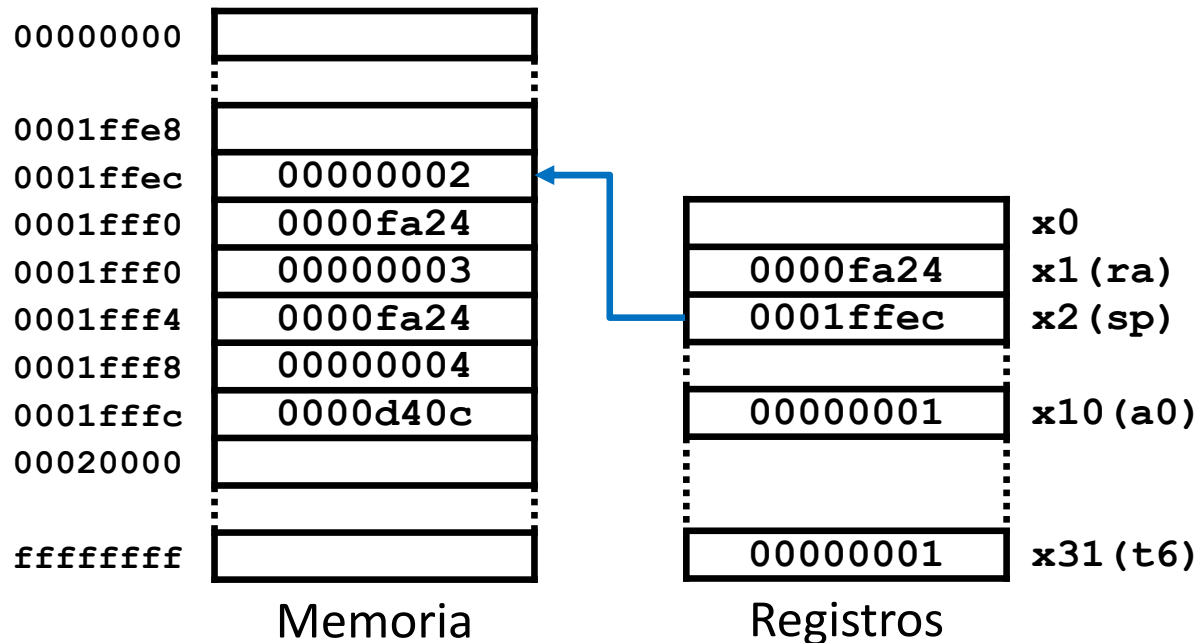 00000000
0001ffe8
0001ffec 00000002
0001fff0 0000fa24 x0
0001fff0 00000003 0000fa24 x1(ra)
0001fff4 0000fa24 0001ffec x2(sp)
0001fff8 00000004
0001fffc 0000d40c 00000001 x10(a0)
00020000
ffffffff 00000001 x31(t6)
Memoria Registros